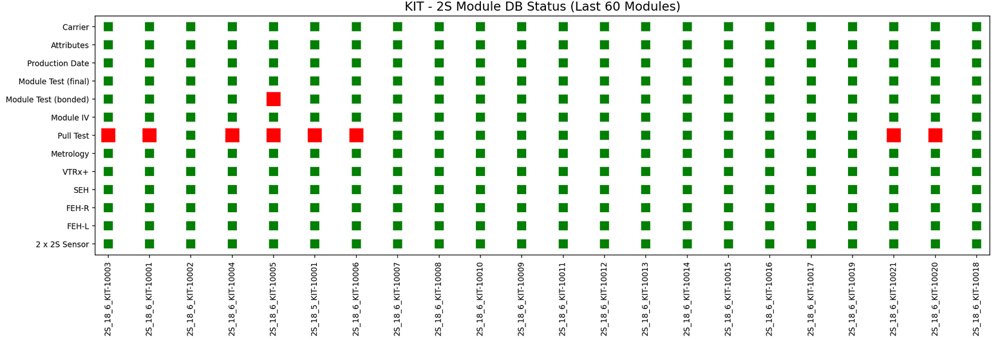 KIT - 2S Module DB Status (Last 60 Modules)
Carrier
Attributes
Production Date
Module Test (final)
Module Test (bonded)
Module IV
Pull Test
Metrology
VTRx+
SEH
FEH-R
FEH-L
2 x 2S Sensor
2S_18_6_KIT-10003
2S_18_6_KIT-10001
2S_18_6_KIT-10002
2S_18_6_KIT-10004
2S_18_6_KIT-10005
2S_18_5_KIT-10001
2S_18_6_KIT-10006
2S_18_6_KIT-10007
2S_18_6_KIT-10008
2S_18_6_KIT-10010
2S_18_6_KIT-10009
2S_18_6_KIT-10011
2S_18_6_KIT-10012
2S_18_6_KIT-10013
2S_18_6_KIT-10014
2S_18_6_KIT-10015
2S_18_6_KIT-10016
2S_18_6_KIT-10017
2S_18_6_KIT-10019
2S_18_6_KIT-10021
2S_18_6_KIT-10020
2S_18_6_KIT-10018